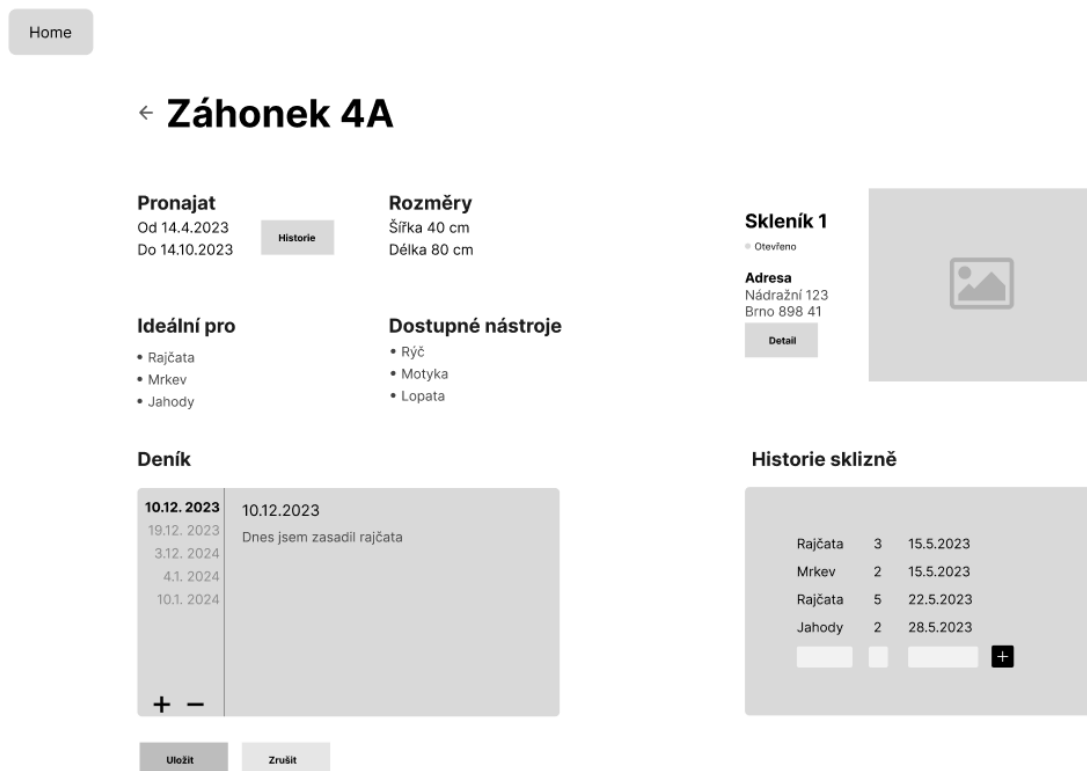 Home
← Záhonek 4A
Pronajat
Od 14.4.2023
Do 14.10.2023
Historie
Rozměry
Šířka 40 cm
Délka 80 cm
Skleník 1
Otevřeno
Adresa
Nádražní 123
Brno 898 41
Detail
Ideální pro
• Rajčata
• Mrkev
• Jahody
Dostupné nástroje
• Rýč
• Motyka
• Lopata
Deník
10.12. 2023
19.12. 2023
3.12. 2024
4.1. 2024
10.1. 2024
+ −
10.12.2023
Dnes jsem zasadil rajčata
Uložit
Zrušit
Historie sklizně
Rajčata 3 15.5.2023
Mrkev 2 15.5.2023
Rajčata 5 22.5.2023
Jahody 2 28.5.2023
+